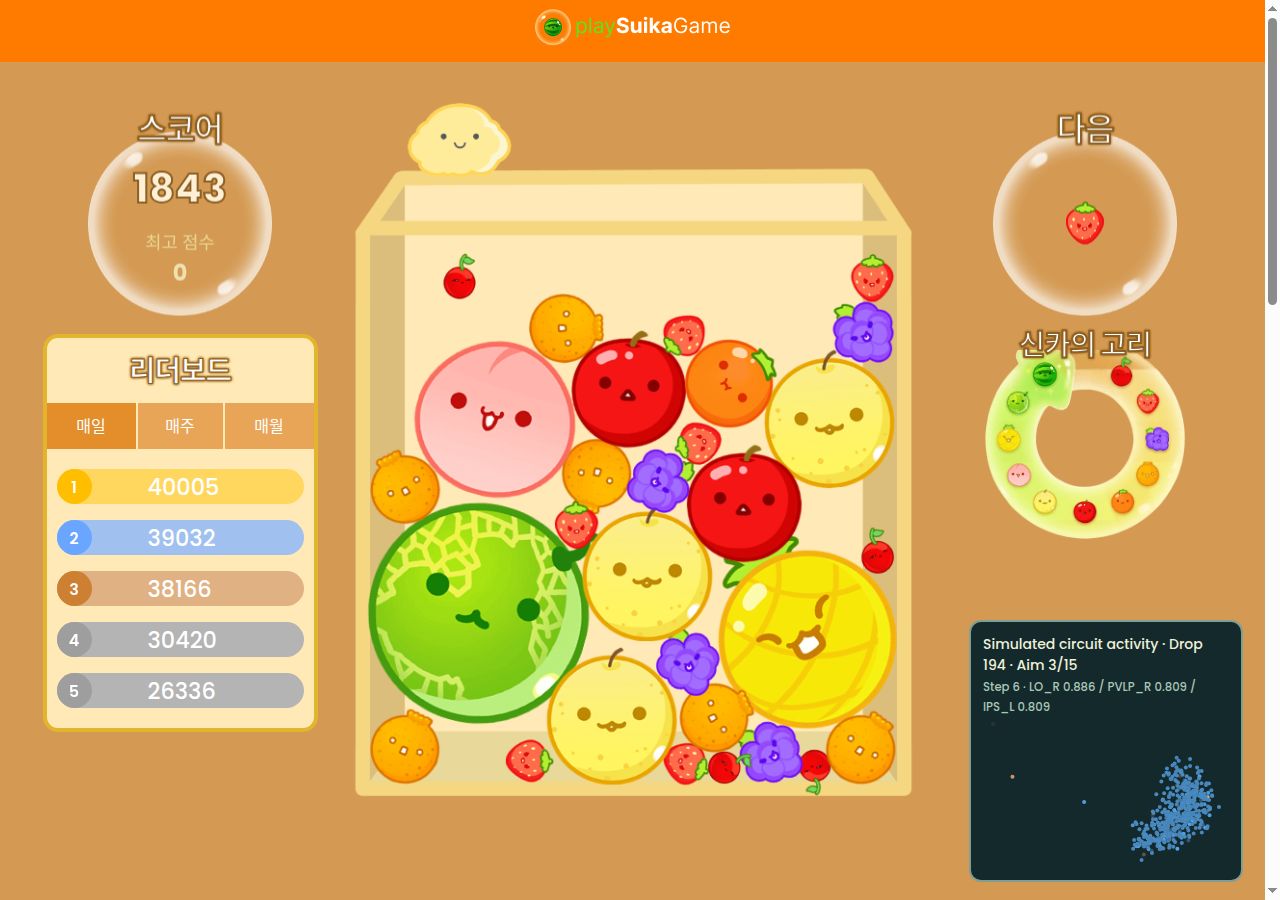 playSuikaGame
스코어
1843
최고 점수
0
다음
신카의 고리
리더보드
매일
매주
매월
1 40005
2 39032
3 38166
4 30420
5 26336
Simulated circuit activity · Drop
194 · Aim 3/15
Step 6 · LO_R 0.886 / PVLP_R 0.809 /
IPS_L 0.809